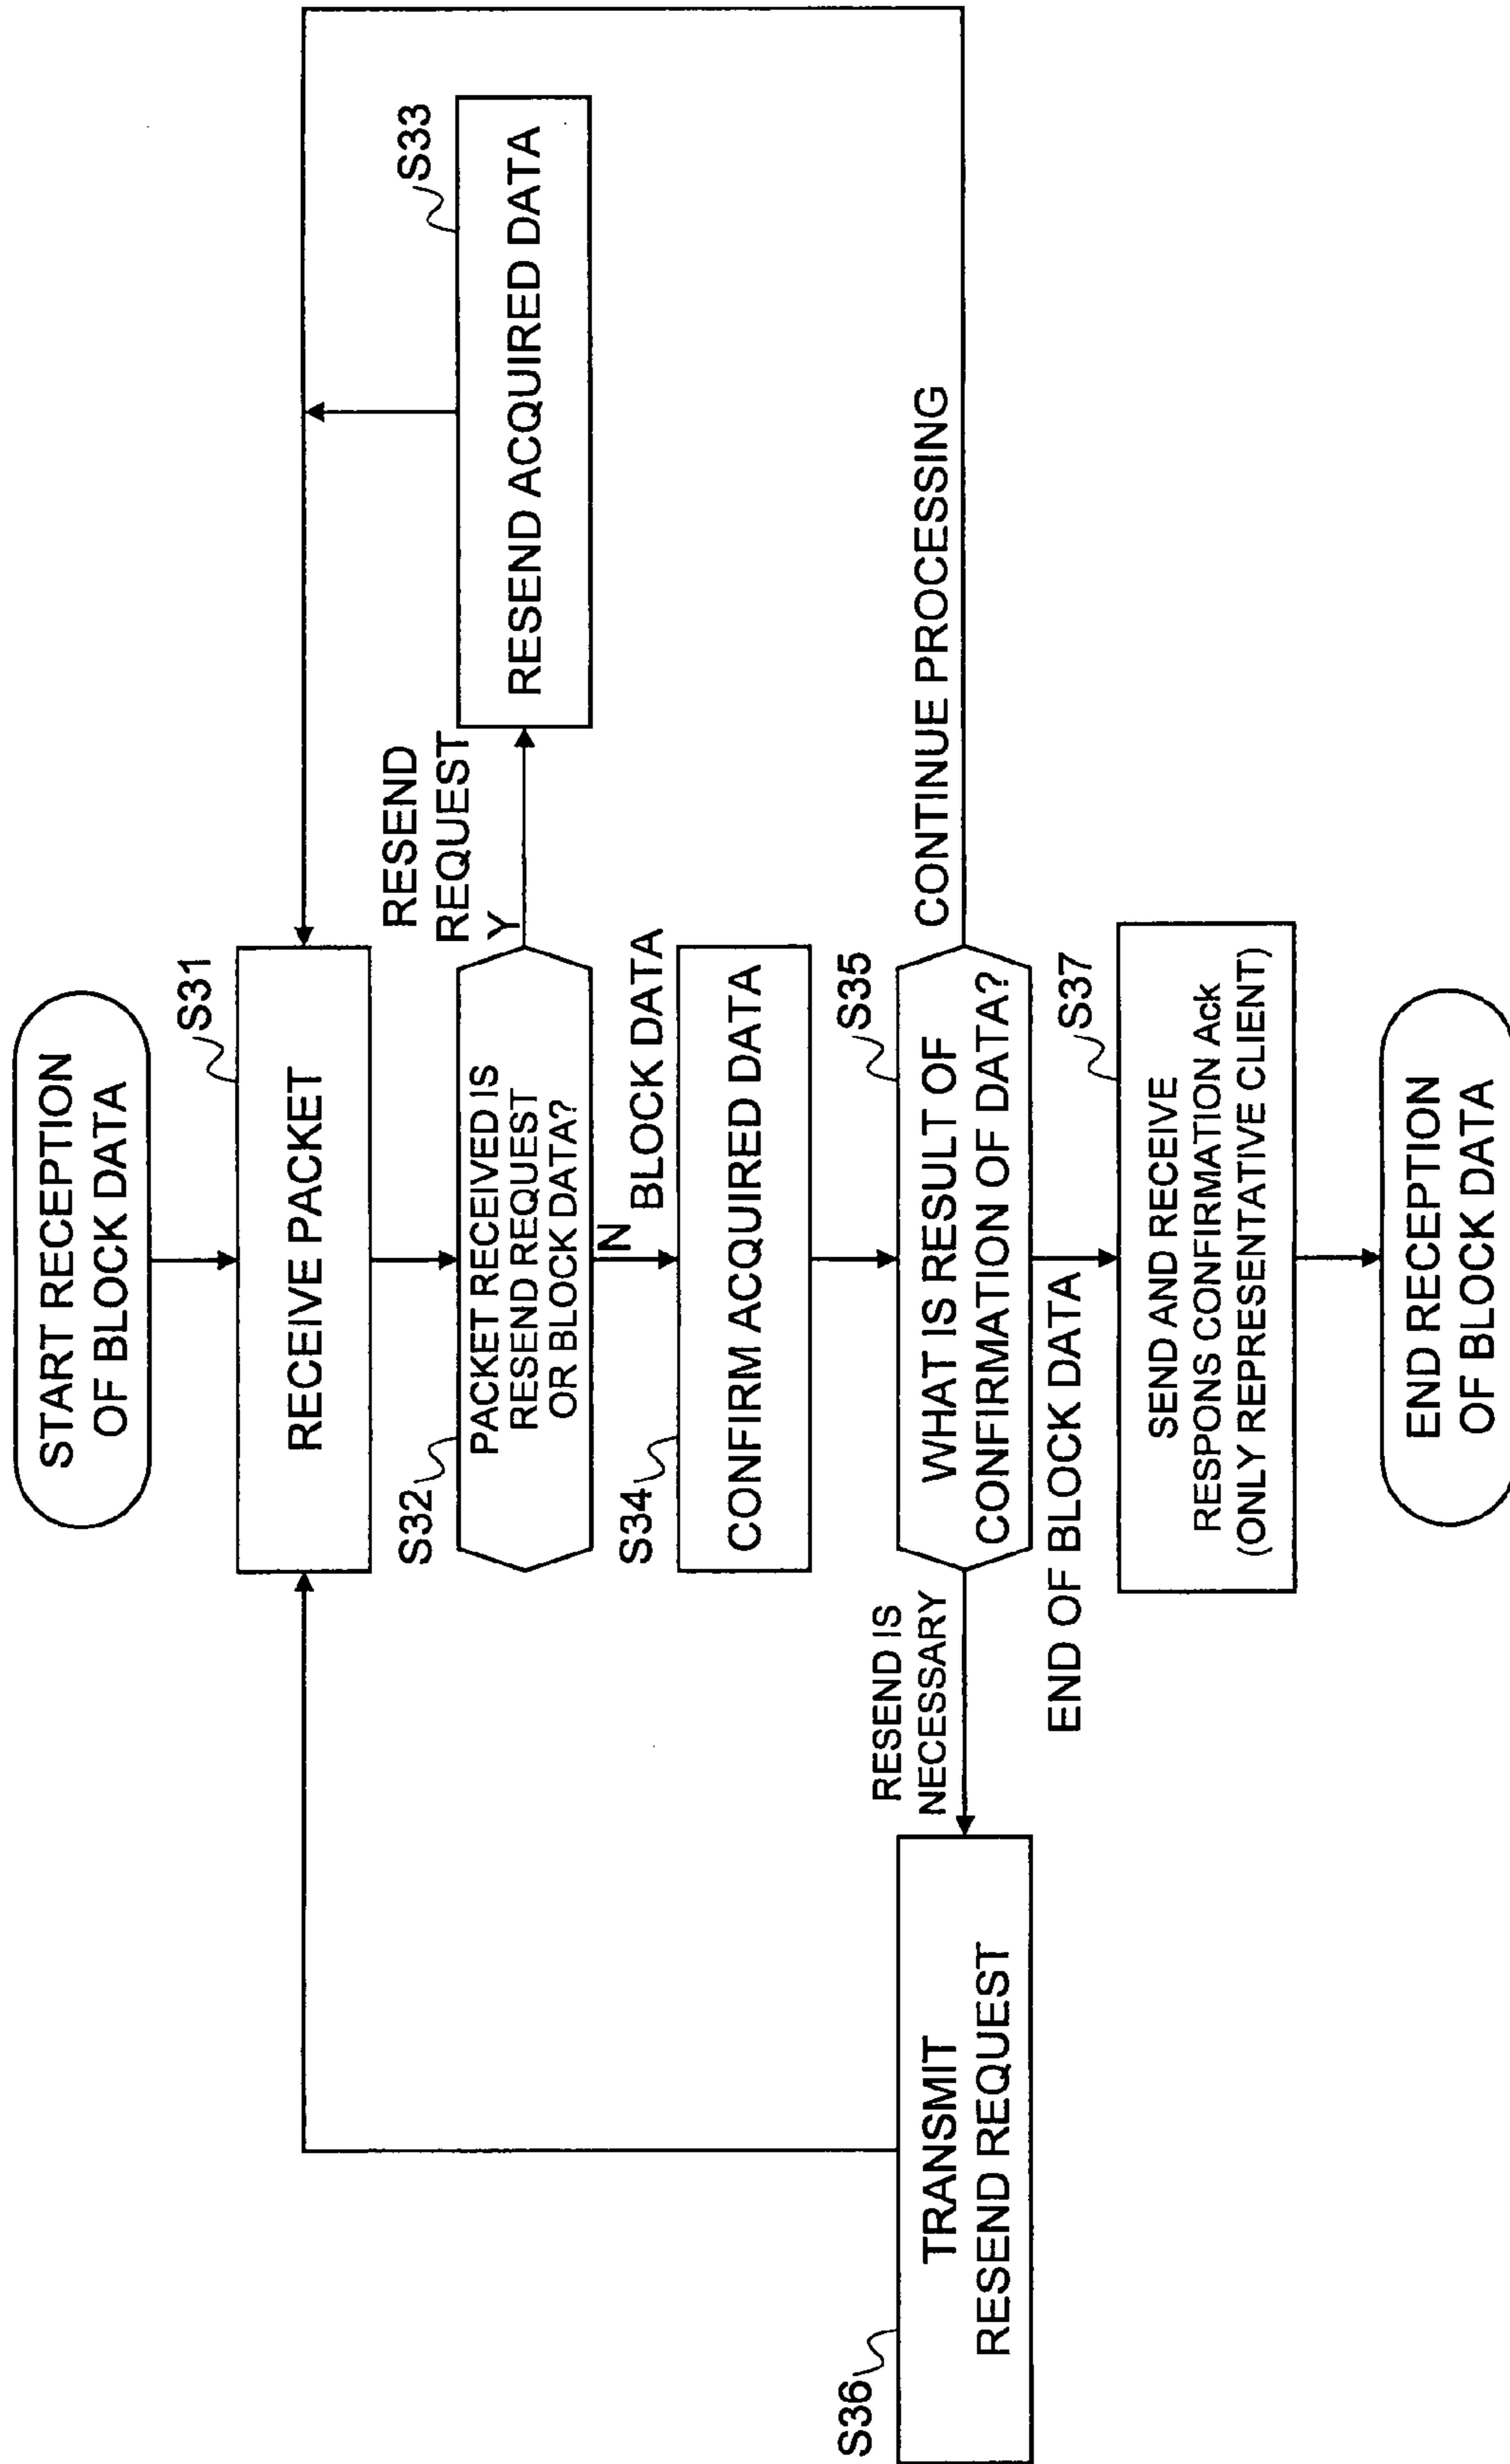 START RECEPTION
OF BLOCK DATA
S31
RECEIVE PACKET
S32
PACKET RECEIVED IS
RESEND REQUEST
OR BLOCK DATA?
Y
RESEND
REQUEST
S33
RESEND ACQUIRED DATA
N
BLOCK DATA
S34
CONFIRM ACQUIRED DATA
S35
WHAT IS RESULT OF
CONFIRMATION OF DATA?
CONTINUE PROCESSING
RESEND IS
NECESSARY
S36
TRANSMIT
RESEND REQUEST
END OF BLOCK DATA
S37
SEND AND RECEIVE
RESPONS CONFIRMATION Ack
(ONLY REPRESENTATIVE CLIENT)
END RECEPTION
OF BLOCK DATA